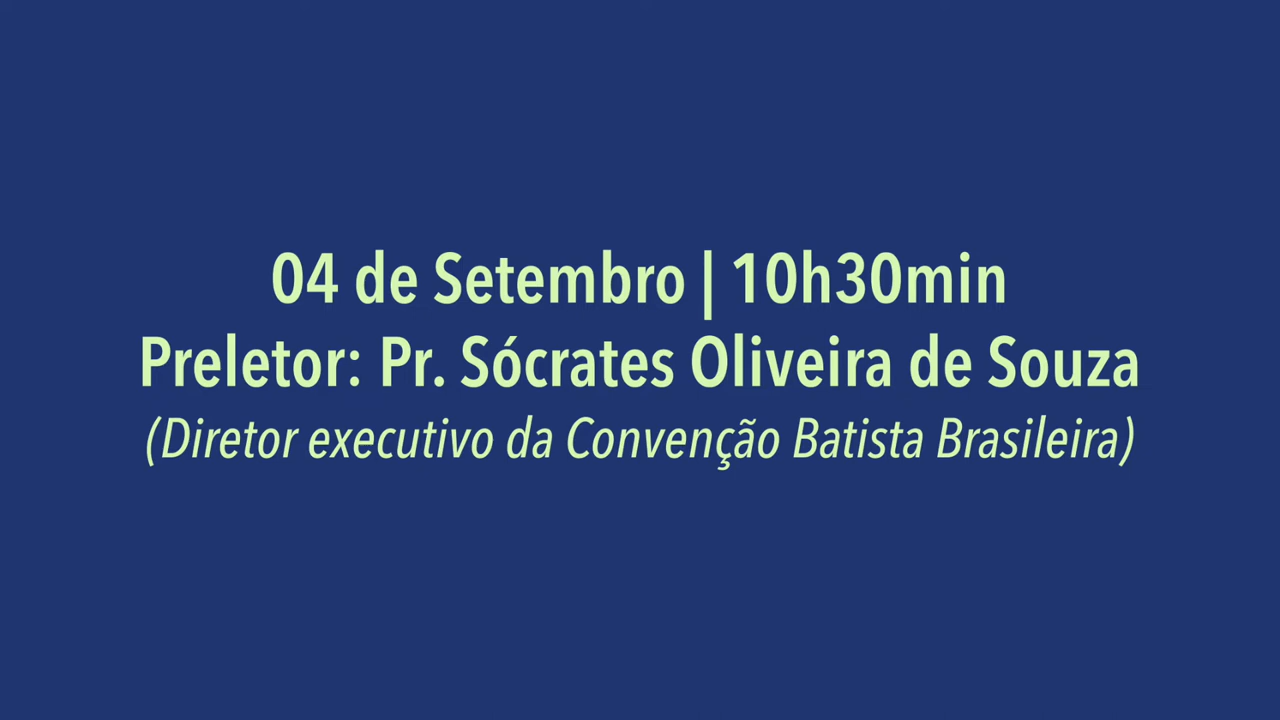 04 de Setembro | 10h30min
Preletor: Pr. Sócrates Oliveira de Souza
(Diretor executivo da Convenção Batista Brasileira)